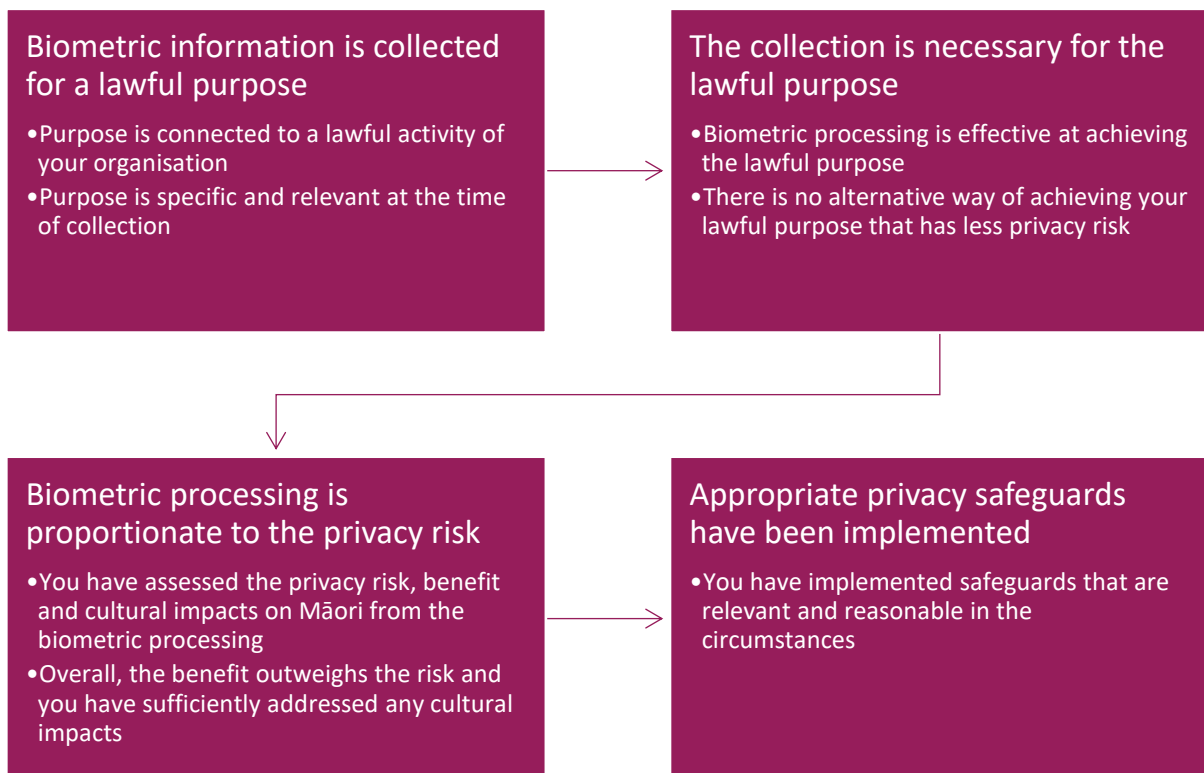 Biometric information is collected
for a lawful purpose
•Purpose is connected to a lawful activity of
your organisation
•Purpose is specific and relevant at the time
of collection
The collection is necessary for the
lawful purpose
•Biometric processing is effective at achieving
the lawful purpose
•There is no alternative way of achieving your
lawful purpose that has less privacy risk
Biometric processing is
proportionate to the privacy risk
•You have assessed the privacy risk, benefit
and cultural impacts on Māori from the
biometric processing
•Overall, the benefit outweighs the risk and
you have sufficiently addressed any cultural
impacts
Appropriate privacy safeguards
have been implemented
•You have implemented safeguards that are
relevant and reasonable in the
circumstances